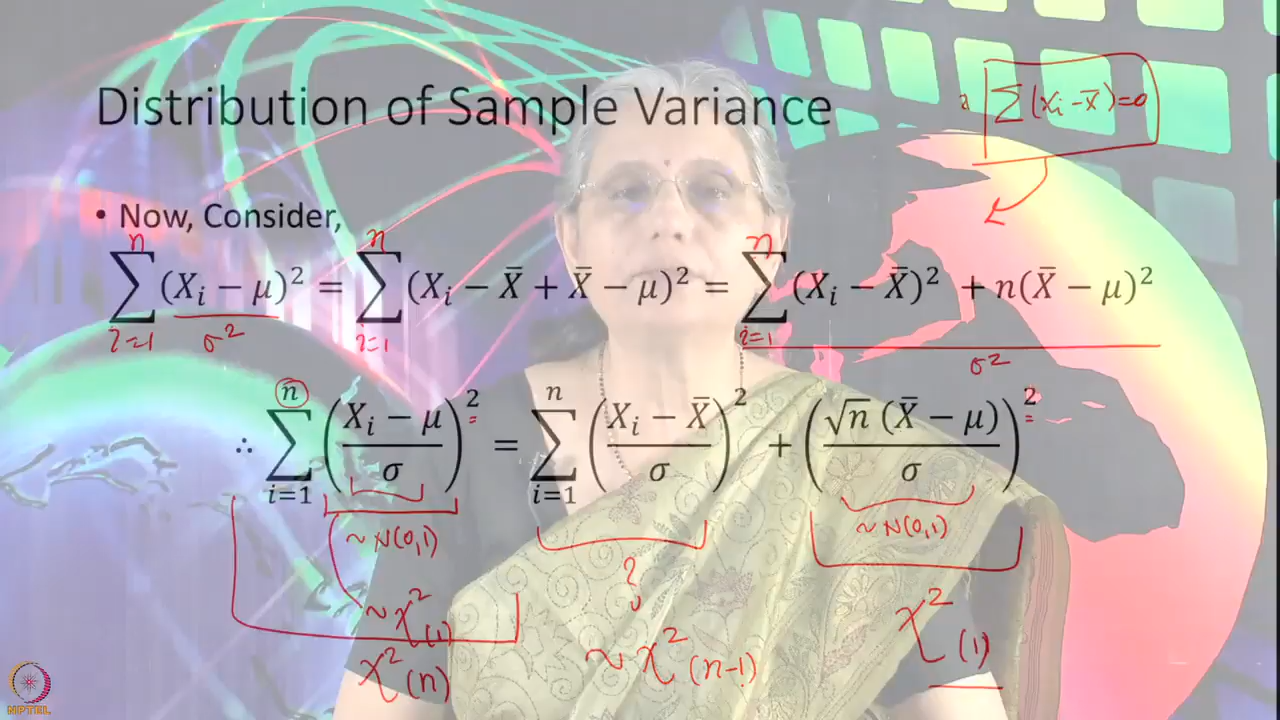 Distribution of Sample Variance
∑(xᵢ - x̄) = 0
• Now, Consider,
∑ᵢ₌₁ⁿ (Xᵢ − μ)² = ∑ᵢ₌₁ⁿ (Xᵢ − X̄ + X̄ − μ)² = ∑ᵢ₌₁ⁿ (Xᵢ − X̄)² + n(X̄ − μ)²
σ² σ²
∴ ∑ᵢ₌₁ⁿ ((Xᵢ − μ)/σ)² = ∑ᵢ₌₁ⁿ ((Xᵢ − X̄)/σ)² + (√n (X̄ − μ)/σ)²
~ N(0,1) ~ N(0,1)
?
~ χ²(1)
χ²(n) ~ χ²(n-1) χ²(1)
NPTEL